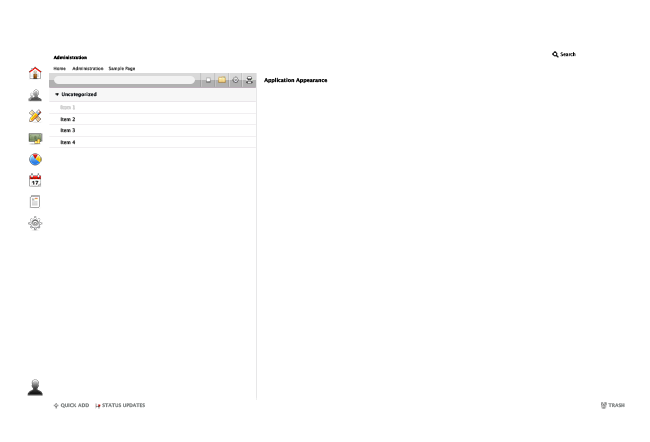 Administration
Search
Home Administration Sample Page
Application Appearance
Uncategorized
Item 1
Item 2
Item 3
Item 4
17
QUICK ADD STATUS UPDATES
TRASH